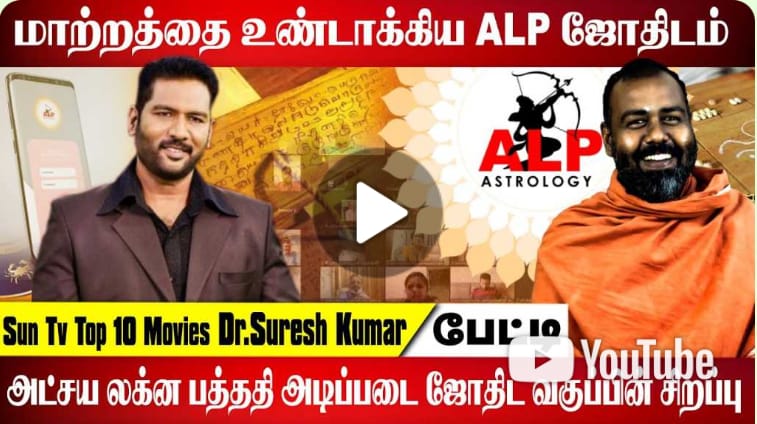 மாற்றத்தை உண்டாக்கிய ALP ஜோதிடம்
ALP
ALP
ASTROLOGY
Sun Tv Top 10 Movies Dr.Suresh Kumar பேட்டி
YouTube
அட்சய லக்ன பத்ததி அடிப்படை ஜோதிட வகுப்பின் சிறப்பு